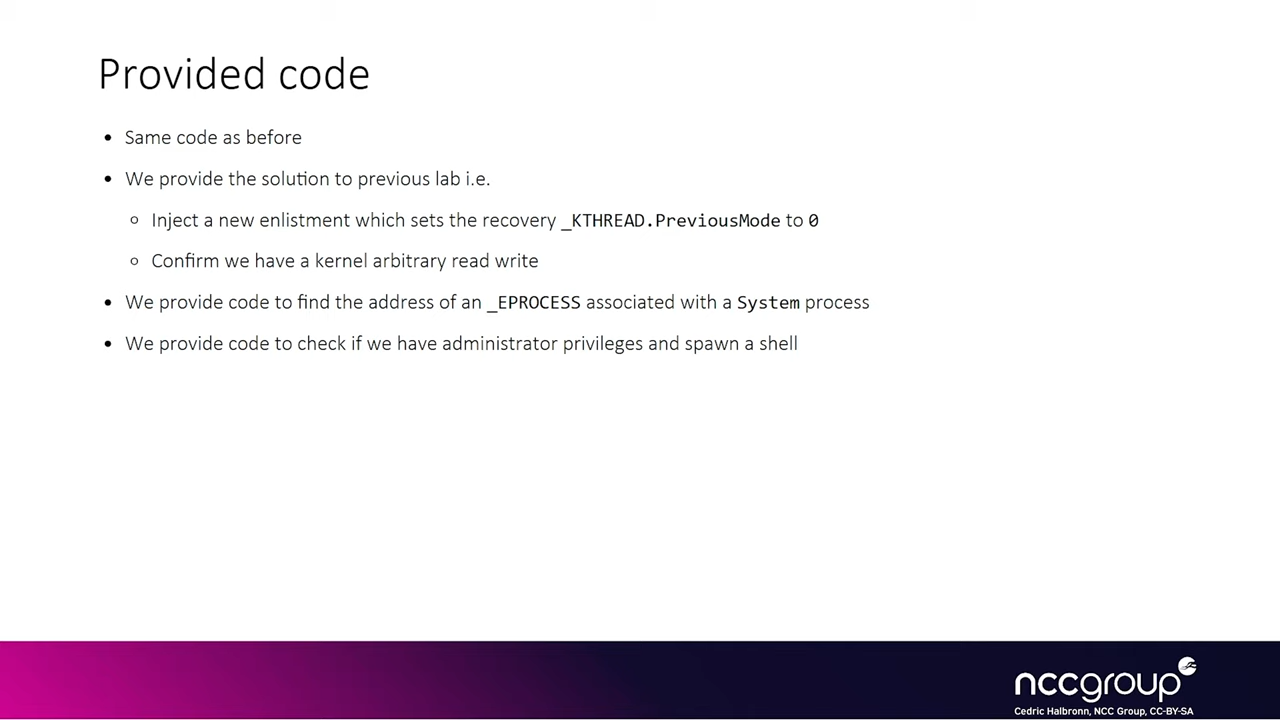 Provided code
• Same code as before
• We provide the solution to previous lab i.e.
○ Inject a new enlistment which sets the recovery _KTHREAD.PreviousMode to 0
○ Confirm we have a kernel arbitrary read write
• We provide code to find the address of an _EPROCESS associated with a System process
• We provide code to check if we have administrator privileges and spawn a shell
nccgroup
Cedric Halbronn, NCC Group, CC-BY-SA